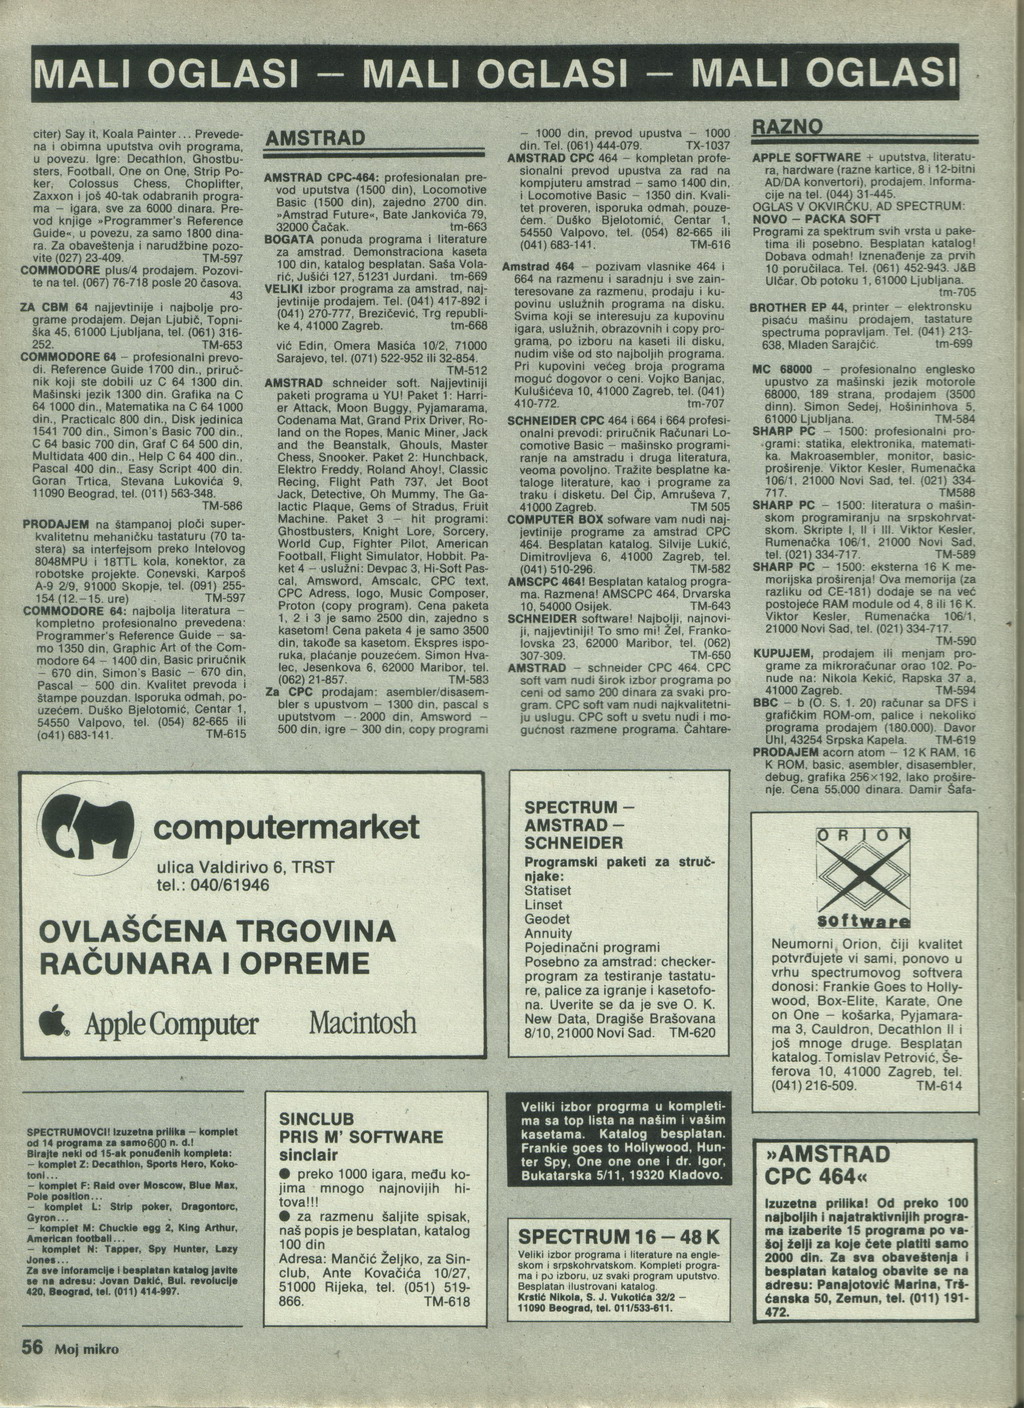 MALI OGLASI – MALI OGLASI – MALI OGLASI
citer) Say it, Koala Painter... Prevede-
na i obimna uputstva ovih programa,
u povezu. Igre: Decathlon, Ghostbu-
sters, Football, One on One, Strip Po-
ker, Colossus Chess, Choplifter,
Zaxxon i još 40-tak odabranih progra-
ma – igara, sve za 6000 dinara. Pre-
vod knjige »Programmer's Reference
Guide«, u povezu, za samo 1800 dina-
ra. Za obaveštenja i narudžbine pozo-
vite (027) 23-409. TM-597
COMMODORE plus/4 prodajem. Pozovi-
te na tel. (067) 76-718 posle 20 časova.
43
ZA CBM 64 najjevtinije i najbolje pro-
grame prodajem. Dejan Ljubič, Topni-
ška 45, 61000 Ljubljana, tel. (061) 316-
252. TM-653
COMMODORE 64 – profesionalni prevo-
di. Reference Guide 1700 din., priruč-
nik koji ste dobili uz C 64 1300 din.
Mašinski jezik 1300 din. Grafika na C
64 1000 din., Matematika na C 64 1000
din., Practicalc 800 din., Disk jedinica
1541 700 din., Simon's Basic 700 din.,
C 64 basic 700 din, Graf C 64 500 din,
Multidata 400 din., Help C 64 400 din.,
Pascal 400 din., Easy Script 400 din.
Goran Trtica, Stevana Lukovića 9,
11090 Beograd, tel. (011) 563-348.
TM-586
PRODAJEM na štampanoj ploči super-
kvalitetnu mehaničku tastaturu (70 ta-
stera) sa interfejsom preko Intelovog
8048MPU i 18TTL kola, konektor, za
robotske projekte. Conevski, Karpoš
A-9 2/9, 91000 Skopje, tel. (091) 255-
154 (12.–15. ure) TM-597
COMMODORE 64: najbolja literatura –
kompletno profesionalno prevedena:
Programmer's Reference Guide – sa-
mo 1350 din, Graphic Art of the Com-
modore 64 – 1400 din, Basic priručnik
– 670 din, Simon's Basic – 670 din,
Pascal – 500 din. Kvalitet prevoda i
štampe pouzdan. Isporuka odmah, po-
uzećem. Duško Bjelotomić, Centar 1,
54550 Valpovo, tel. (054) 82-665 ili
(o41) 683-141. TM-615
AMSTRAD
AMSTRAD CPC-464: profesionalan pre-
vod uputstva (1500 din), Locomotive
Basic (1500 din), zajedno 2700 din.
»Amstrad Future«, Bate Jankovića 79,
32000 Čačak. tm-663
BOGATA ponuda programa i literature
za amstrad. Demonstraciona kaseta
100 din, katalog besplatan. Saša Vola-
rić, Jušići 127, 51231 Jurdani. tm-669
VELIKI izbor programa za amstrad, naj-
jevtinije prodajem. Tel. (041) 417-892 i
(041) 270-777, Brezičević, Trg republi-
ke 4, 41000 Zagreb. tm-668
vić Edin, Omera Masića 10/2, 71000
Sarajevo, tel. (071) 522-952 ili 32-854.
TM-512
AMSTRAD schneider soft. Najjevtiniji
paketi programa u YU! Paket 1: Harri-
er Attack, Moon Buggy, Pyjamarama,
Codenama Mat, Grand Prix Driver, Ro-
land on the Ropes, Manic Miner, Jack
and the Beanstalk, Ghouls, Master
Chess, Snooker. Paket 2: Hunchback,
Elektro Freddy, Roland Ahoy!, Classic
Recing, Flight Path 737, Jet Boot
Jack, Detective, Oh Mummy, The Ga-
lactic Plaque, Gems of Stradus, Fruit
Machine. Paket 3 – hit programi:
Ghostbusters, Knight Lore, Sorcery,
World Cup, Fighter Pilot, American
Football, Flight Simulator, Hobbit. Pa-
ket 4 – uslužni: Devpac 3, Hi-Soft Pas-
cal, Amsword, Amscalc, CPC text,
CPC Adress, logo, Music Composer,
Proton (copy program). Cena paketa
1, 2 i 3 je samo 2500 din, zajedno s
kasetom! Cena paketa 4 je samo 3500
din, takođe sa kasetom. Ekspres ispo-
ruka, plaćanje pouzećem. Simon Hva-
lec, Jesenkova 6, 62000 Maribor, tel.
(062) 21-857. TM-583
Za CPC prodajam: asembler/disasem-
bler s upustvom – 1300 din, pascal s
uputstvom – 2000 din, Amsword –
500 din, igre – 300 din, copy programi
– 1000 din, prevod upustva – 1000
din. Tel. (061) 444-079. TX-1037
AMSTRAD CPC 464 – kompletan profe-
sionalni prevod upustva za rad na
kompjuteru amstrad – samo 1400 din,
i Locomotive Basic – 1350 din. Kvali-
tet proveren, isporuka odmah, pouze-
ćem. Duško Bjelotomić, Centar 1,
54550 Valpovo, tel. (054) 82-665 ili
(041) 683-141. TM-616
Amstrad 464 – pozivam vlasnike 464 i
664 na razmenu i saradnju i sve zain-
teresovane za razmenu, prodaju i ku-
povinu uslužnih programa na disku.
Svima koji se interesuju za kupovinu
igara, uslužnih, obrazovnih i copy pro-
grama, po izboru na kaseti ili disku,
nudim više od sto najboljih programa.
Pri kupovini većeg broja programa
moguć dogovor o ceni. Vojko Banjac,
Kulušićeva 10, 41000 Zagreb, tel. (041)
410-772. tm-707
SCHNEIDER CPC 464 i 664 i 664 profesi-
onalni prevodi: priručnik Računari Lo-
comotive Basic – mašinsko programi-
ranje na amstradu i druga literatura,
veoma povoljno. Tražite besplatne ka-
taloge literature, kao i programe za
traku i disketu. Del Čip, Amruševa 7,
41000 Zagreb. TM 505
COMPUTER BOX sofware vam nudi naj-
jevtinije programe za amstrad CPC
464. Besplatan katalog. Silvije Lukić,
Dimitrovljeva 6, 41000 Zagreb, tel.
(041) 510-296. TM-582
AMSCPC 464! Besplatan katalog progra-
ma. Razmena! AMSCPC 464, Drvarska
10, 54000 Osijek. TM-643
SCHNEIDER software! Najbolji, najnovi-
ji, najjevtiniji! To smo mi! Žel, Franko-
lovska 23, 62000 Maribor, tel. (062)
307-309. TM-650
AMSTRAD – schneider CPC 464. CPC
soft vam nudi širok izbor programa po
ceni od samo 200 dinara za svaki pro-
gram. CPC soft vam nudi najkvalitetni-
ju uslugu. CPC soft u svetu nudi i mo-
gućnost razmene programa. Čahtare-
RAZNO
APPLE SOFTWARE + uputstva, literatu-
ra, hardware (razne kartice, 8 i 12-bitni
AD/DA konvertori), prodajem. Informa-
cije na tel. (044) 31-445.
OGLAS V OKVIRČKU, AD SPECTRUM:
NOVO – PACKA SOFT
Programi za spektrum svih vrsta u pake-
tima ili posebno. Besplatan katalog!
Dobava odmah! Iznenađenje za prvih
10 poručilaca. Tel. (061) 452-943. J&B
Ulčar. Ob potoku 1, 61000 Ljubljana.
tm-705
BROTHER EP 44, printer – elektronsku
pisaću mašinu prodajem, tastature
spectruma popravljam. Tel. (041) 213-
638, Mladen Sarajčić. tm-699
MC 68000 – profesionalno englesko
upustvo za mašinski jezik motorole
68000, 189 strana, prodajem (3500
dinn). Simon Sedej, Hošininhova 5,
61000 Ljubljana. TM-584
SHARP PC – 1500: profesionalni pro-
grami: statika, elektronika, matemati-
ka. Makroasembler, monitor, basic-
proširenje. Viktor Kesler, Rumenačka
106/1, 21000 Novi Sad, tel. (021) 334-
717. TM588
SHARP PC – 1500: literatura o mašin-
skom programiranju na srpskohrvat-
skom. Skripte I, II i III. Viktor Kesler,
Rumenačka 106/1, 21000 Novi Sad,
tel. (021) 334-717. TM-589
SHARP PC – 1500: eksterna 16 K me-
morijska proširenja! Ova memorija (za
razliku od CE-181) dodaje se na već
postojeće RAM module od 4, 8 ili 16 K.
Viktor Kesler, Rumenačka 106/1,
21000 Novi Sad, tel. (021) 334-717.
TM-590
KUPUJEM, prodajem ili menjam pro-
grame za mikroračunar orao 102. Po-
nude na: Nikola Kekić, Rapska 37 a,
41000 Zagreb. TM-594
BBC – b (O. S. 1. 20) računar sa DFS i
grafičkim ROM-om, palice i nekoliko
programa prodajem (180.000). Davor
Uhl, 43254 Srpska Kapela. TM-619
PRODAJEM acorn atom – 12 K RAM, 16
K ROM, basic, asembler, disasembler,
debug, grafika 256×192, lako prošire-
nje. Cena 55.000 dinara. Damir Šafa-
CM computermarket
ulica Valdirivo 6, TRST
tel.: 040/61946
OVLAŠĆENA TRGOVINA
RAČUNARA I OPREME
Apple Computer Macintosh
SPECTRUM –
AMSTRAD –
SCHNEIDER
Programski paketi za struč-
njake:
Statiset
Linset
Geodet
Annuity
Pojedinačni programi
Posebno za amstrad: checker-
program za testiranje tastatu-
re, palice za igranje i kasetofo-
na. Uverite se da je sve O. K.
New Data, Dragiše Brašovana
8/10, 21000 Novi Sad. TM-620
ORION
software
Neumorni Orion, čiji kvalitet
potvrđujete vi sami, ponovo u
vrhu spectrumovog softvera
donosi: Frankie Goes to Holly-
wood, Box-Elite, Karate, One
on One – košarka, Pyjamara-
ma 3, Cauldron, Decathlon II i
još mnoge druge. Besplatan
katalog. Tomislav Petrović, Še-
ferova 10, 41000 Zagreb, tel.
(041) 216-509. TM-614
SPECTRUMOVCI! Izuzetna prilika – komplet
od 14 programa za samo600 n. d.!
Birajte neki od 15-ak ponuđenih kompleta:
– komplet Z: Decathlon, Sports Hero, Koko-
toni...
– komplet F: Raid over Moscow, Blue Max,
Pole position...
– komplet L: Strip poker, Dragontorc,
Gyron...
– komplet M: Chuckie egg 2, King Arthur,
American football...
– komplet N: Tapper, Spy Hunter, Lazy
Jones...
Za sve inforamcije i besplatan katalog javite
se na adresu: Jovan Dakić, Bul. revolucije
420, Beograd, tel. (011) 414-997.
SINCLUB
PRIS M' SOFTWARE
sinclair
● preko 1000 igara, među ko-
jima mnogo najnovijih hi-
tova!!!
● za razmenu šaljite spisak,
naš popis je besplatan, katalog
100 din
Adresa: Mančić Željko, za Sin-
club, Ante Kovačića 10/27,
51000 Rijeka, tel. (051) 519-
866. TM-618
Veliki izbor progrma u kompleti-
ma sa top lista na našim i vašim
kasetama. Katalog besplatan.
Frankie goes to Hollywood, Hun-
ter Spy, One one one i dr. Igor,
Bukatarska 5/11, 19320 Kladovo.
SPECTRUM 16 – 48 K
Veliki izbor programa i literature na engle-
skom i srpskohrvatskom. Kompleti progra-
ma i po izboru, uz svaki program uputstvo.
Besplatan ilustrovani katalog.
Krstić Nikola, S. J. Vukotića 32/2 –
11090 Beograd, tel. 011/533-611.
»AMSTRAD
CPC 464«
Izuzetna prilika! Od preko 100
najboljih i najatraktivnijih progra-
ma izaberite 15 programa po va-
šoj želji za koje ćete platiti samo
2000 din. Za sva obaveštenja i
besplatan katalog obavite se na
adresu: Panajotović Marina, Trš-
ćanska 50, Zemun, tel. (011) 191-
472.
56 Moj mikro